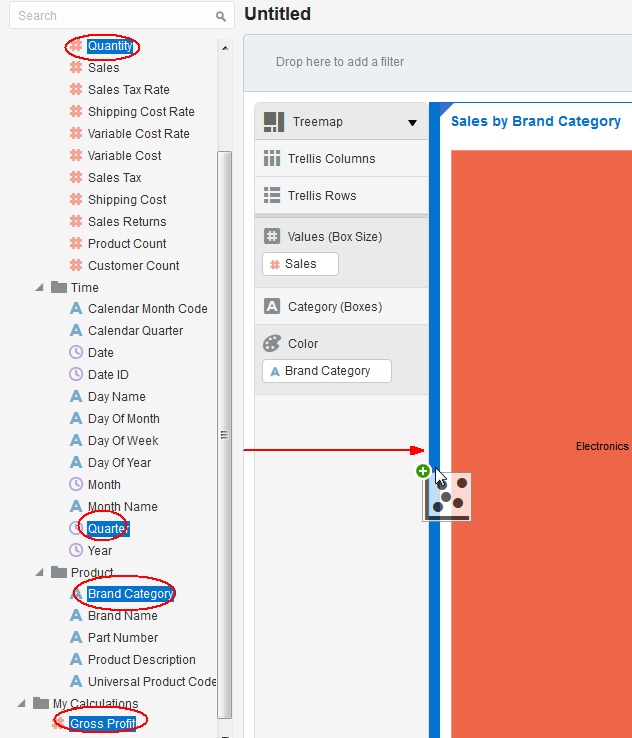 Search
Quantity
Sales
Sales Tax Rate
Shipping Cost Rate
Variable Cost Rate
Variable Cost
Sales Tax
Shipping Cost
Sales Returns
Product Count
Customer Count
Time
Calendar Month Code
Calendar Quarter
Date
Date ID
Day Name
Day Of Month
Day Of Week
Day Of Year
Month
Month Name
Quarter
Year
Product
Brand Category
Brand Name
Part Number
Product Description
Universal Product Code
My Calculations
Gross Profit
Untitled
Drop here to add a filter
Treemap
Trellis Columns
Trellis Rows
Values (Box Size)
Sales
Category (Boxes)
Color
Brand Category
Sales by Brand Category
Electronics